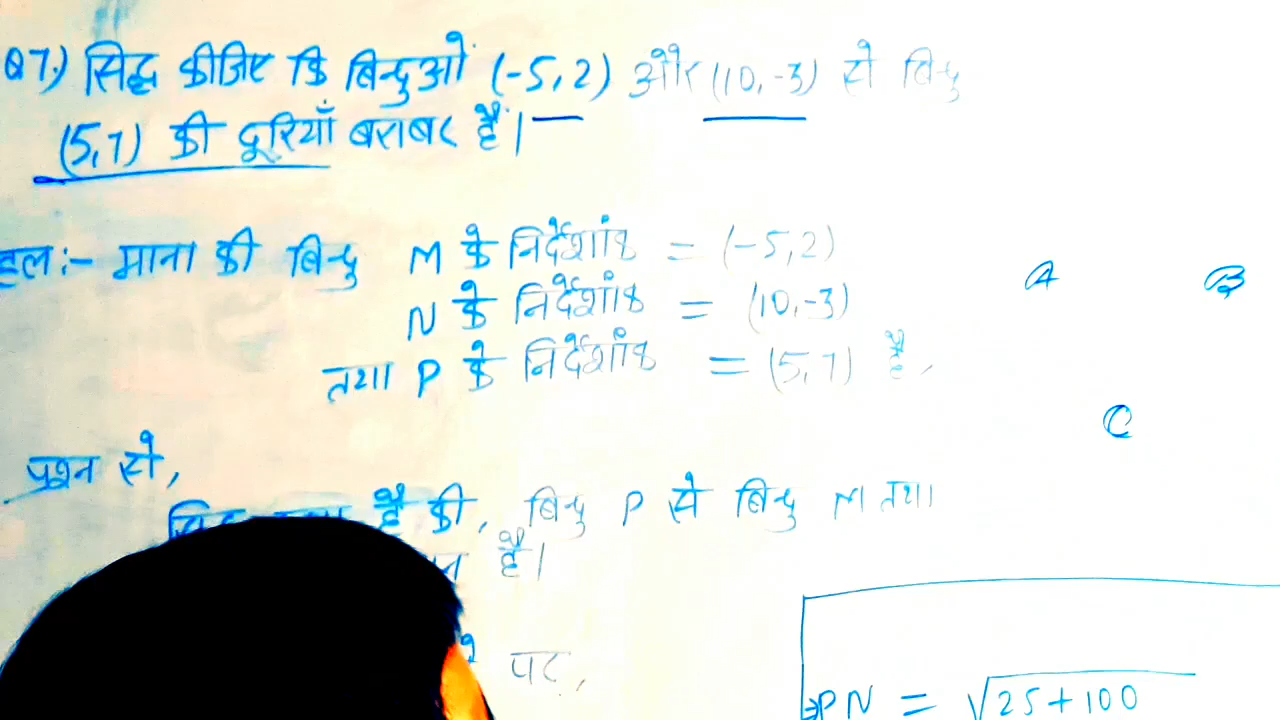 Q7.) सिद्ध कीजिए कि बिन्दुओं (-5,2) और (10,-3) से बिन्दु
(5,7) की दूरियाँ बराबर हैं।
हल:- माना की बिन्दु M के निर्देशांक = (-5,2)
N के निर्देशांक = (10,-3)
तथा P के निर्देशांक = (5,7) है,
A B
C
प्रश्न से,
है की, बिन्दु P से बिन्दु M तथा
है।
पर,
PN = √25+100